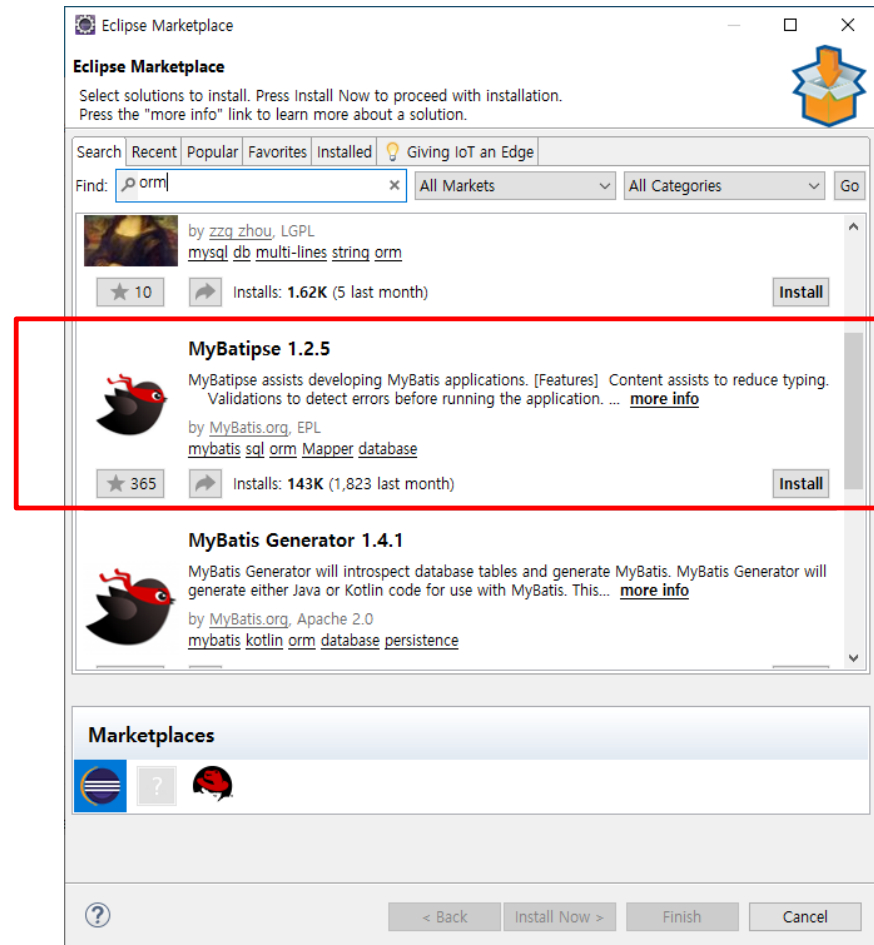 Eclipse Marketplace
Eclipse Marketplace
Select solutions to install. Press Install Now to proceed with installation.
Press the "more info" link to learn more about a solution.
Search Recent Popular Favorites Installed Giving IoT an Edge
Find: orm All Markets All Categories Go
by zzq zhou, LGPL
mysql db multi-lines string orm
10 Installs: 1.62K (5 last month) Install
MyBatipse 1.2.5
MyBatipse assists developing MyBatis applications. [Features] Content assists to reduce typing.
Validations to detect errors before running the application. ... more info
by MyBatis.org, EPL
mybatis sql orm Mapper database
365 Installs: 143K (1,823 last month) Install
MyBatis Generator 1.4.1
MyBatis Generator will introspect database tables and generate MyBatis. MyBatis Generator will
generate either Java or Kotlin code for use with MyBatis. This... more info
by MyBatis.org, Apache 2.0
mybatis kotlin orm database persistence
Marketplaces
?
?
< Back Install Now > Finish Cancel